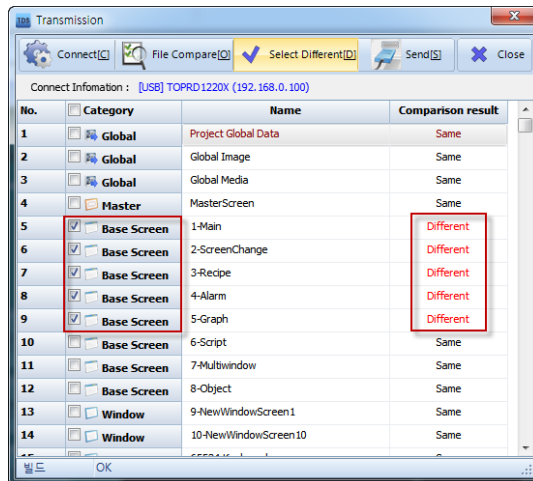 Transmission
Connect[C] File Compare[O] Select Different[D] Send[S] Close
Connect Infomation : [USB] TOPRD1220X (192.168.0.100)
No. Category Name Comparison result
1 Global Project Global Data Same
2 Global Global Image Same
3 Global Global Media Same
4 Master MasterScreen Same
5 Base Screen 1-Main Different
6 Base Screen 2-ScreenChange Different
7 Base Screen 3-Recipe Different
8 Base Screen 4-Alarm Different
9 Base Screen 5-Graph Different
10 Base Screen 6-Script Same
11 Base Screen 7-Multiwindow Same
12 Base Screen 8-Object Same
13 Window 9-NewWindowScreen1 Same
14 Window 10-NewWindowScreen10 Same
빌드 OK